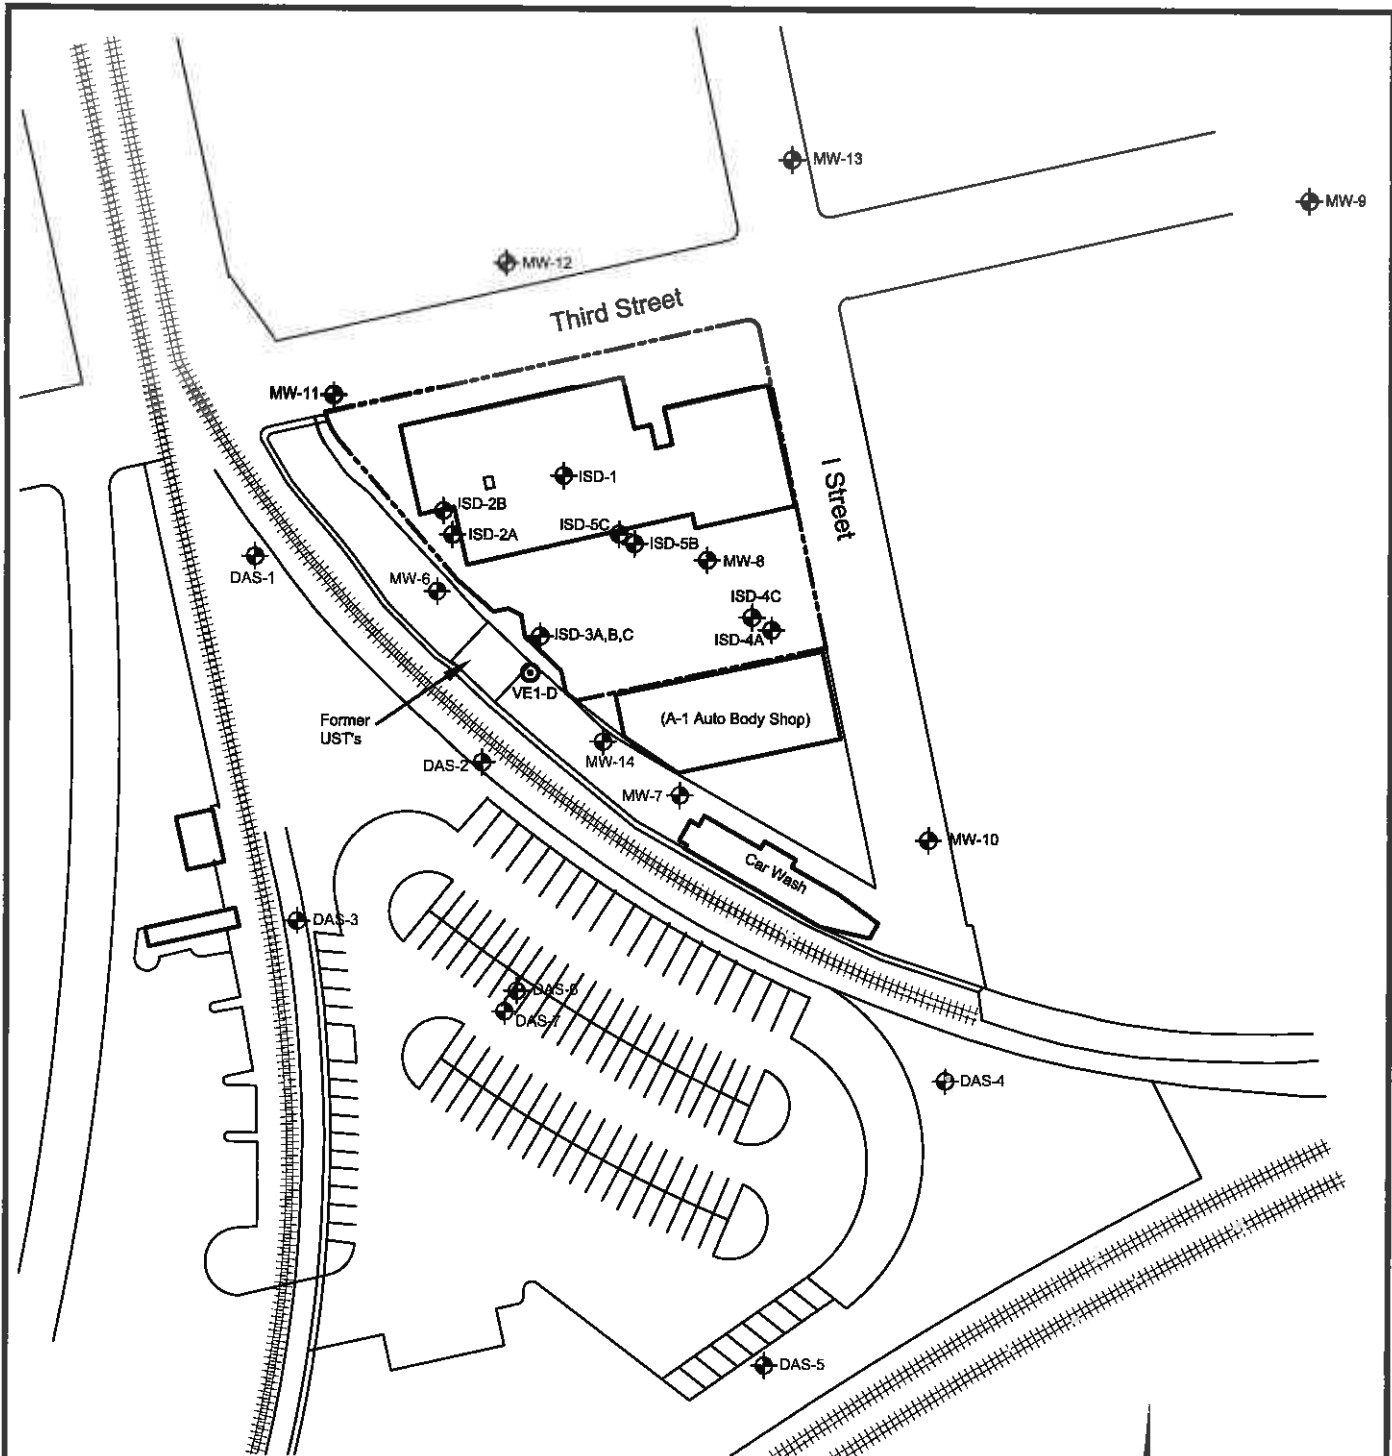 MW-13
MW-9
MW-12
Third Street
MW-11
ISD-1
I Street
ISD-2B
ISD-2A
ISD-5C
ISD-5B
MW-8
DAS-1
MW-6
ISD-4C
ISD-4A
ISD-3A,B,C
VE1-D
Former
UST's
(A-1 Auto Body Shop)
MW-14
DAS-2
MW-7
MW-10
Car Wash
DAS-3
DAS-6
DAS-7
DAS-4
DAS-5